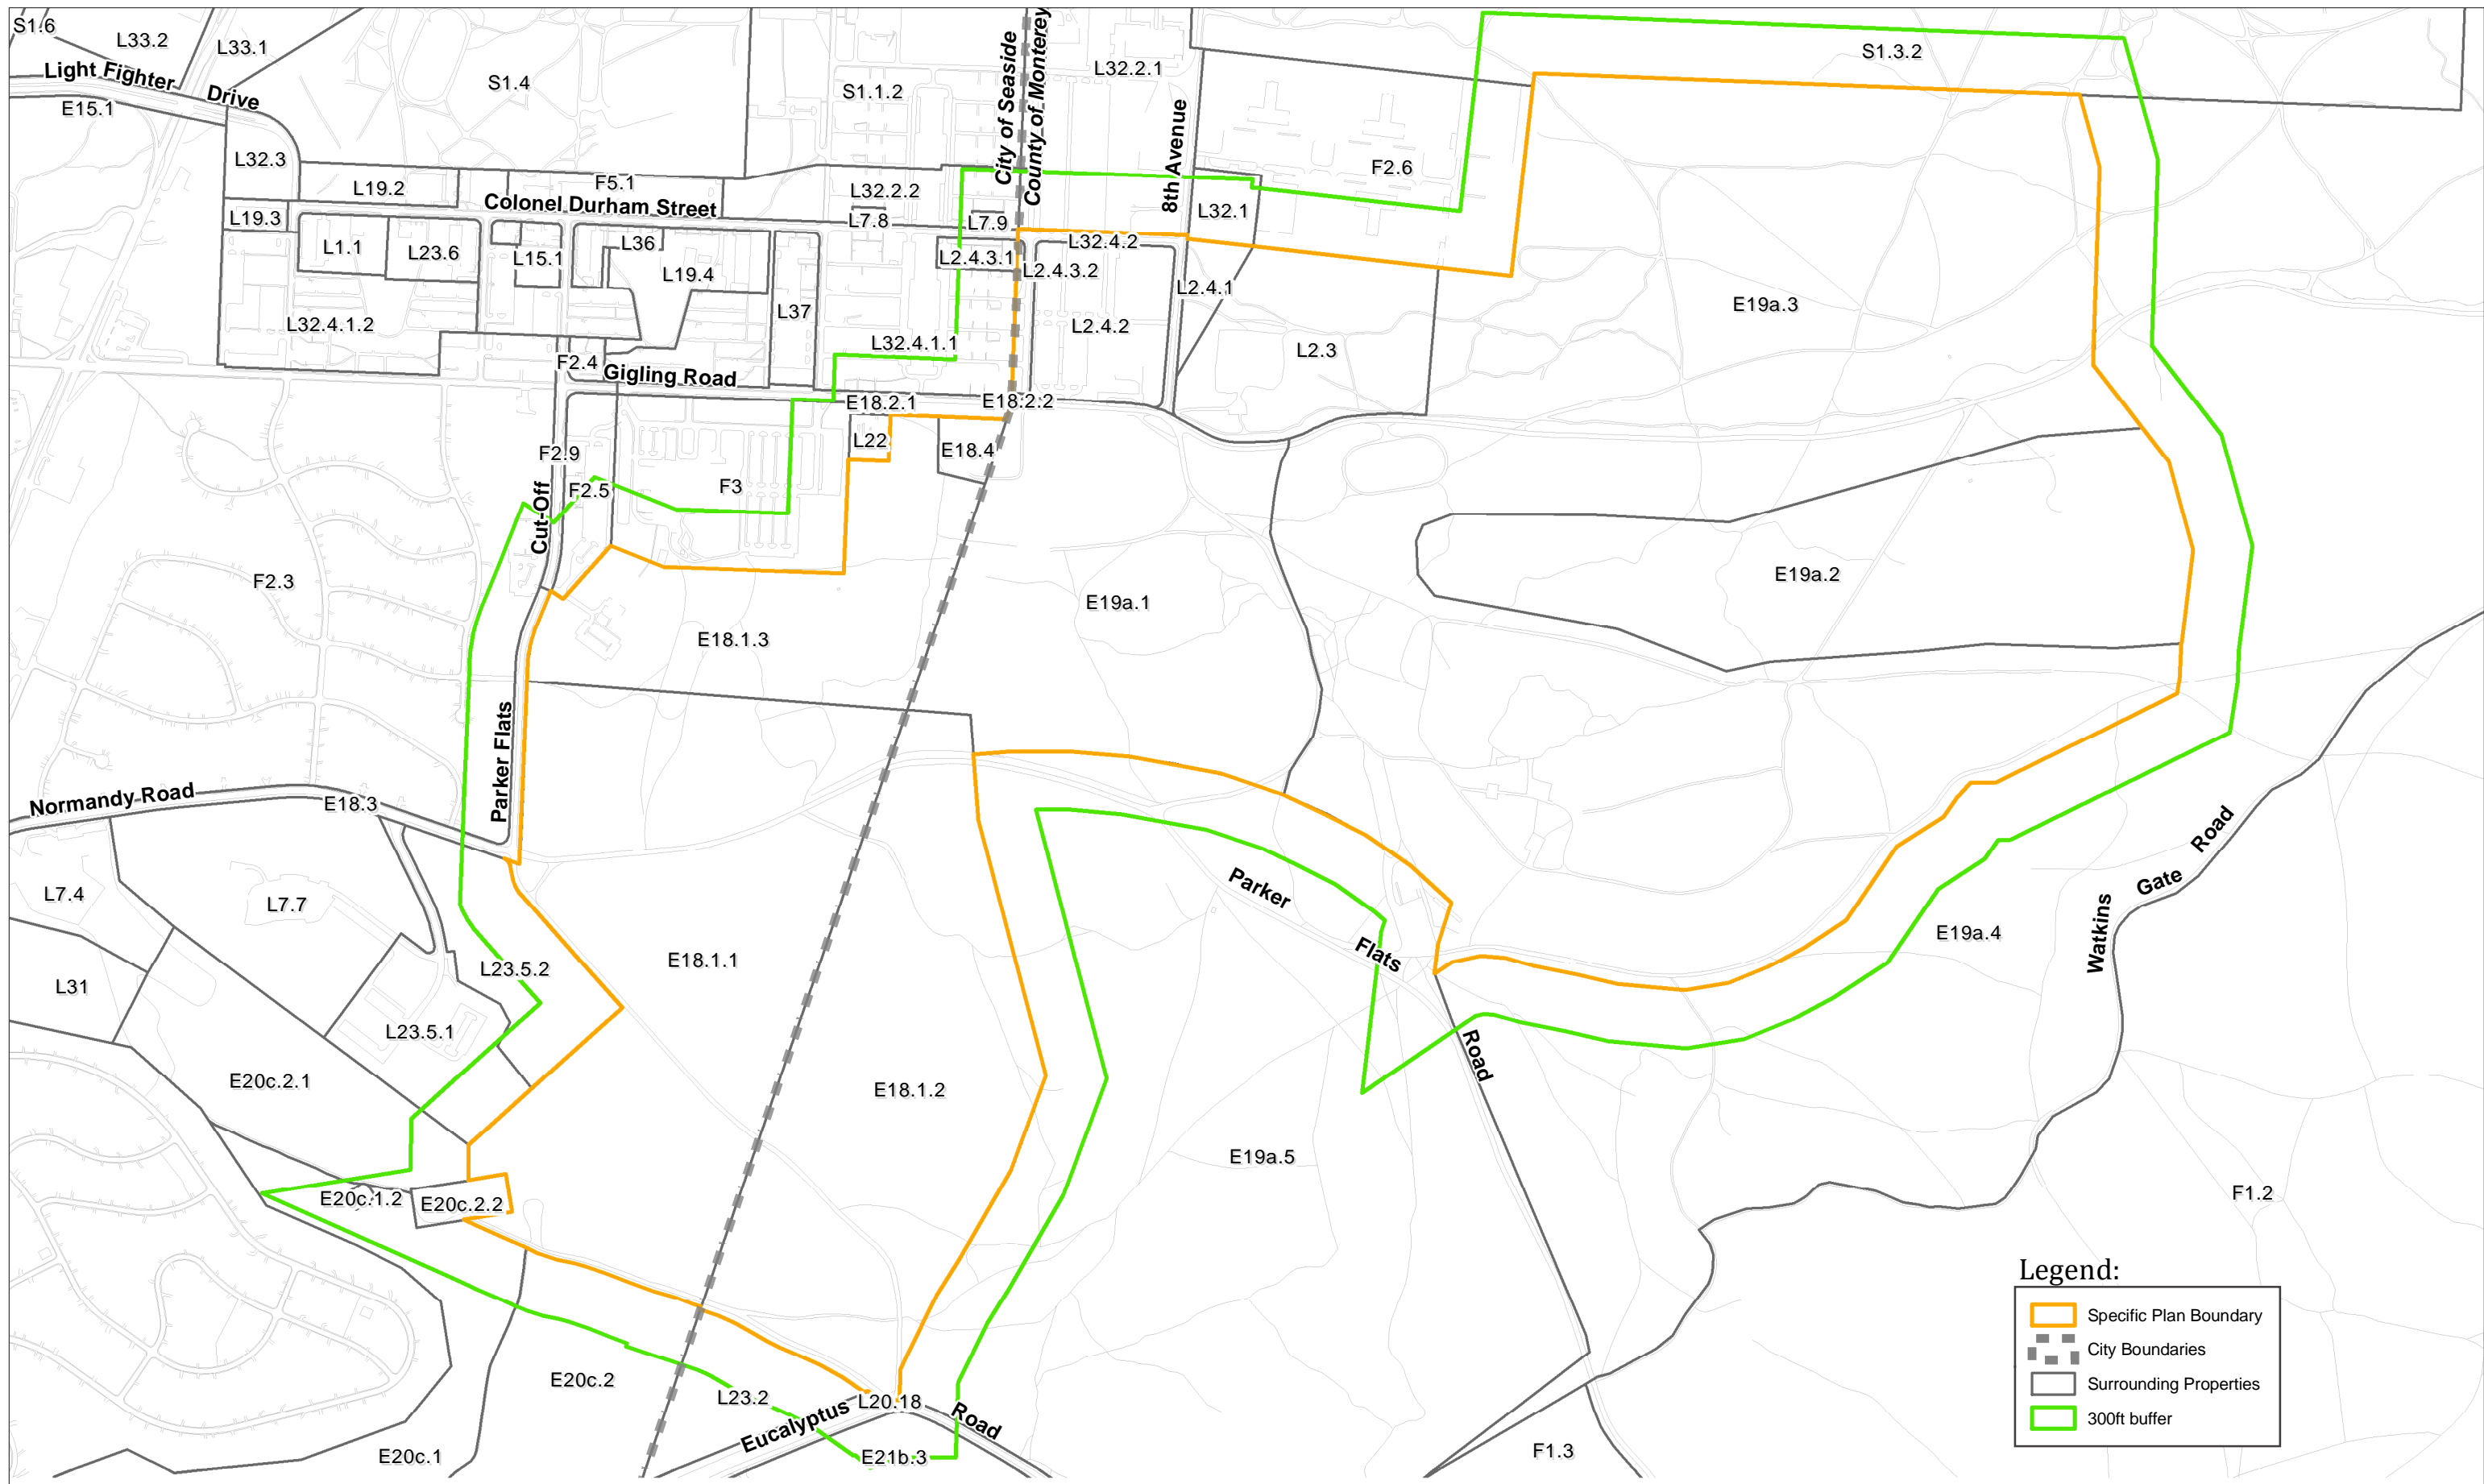 S1.6
L33.2
L33.1
S1.4
Light Fighter Drive
E15.1
S1.1.2
City of Seaside
County of Monterey
L32.2.1
S1.3.2
8th Avenue
L32.3
L19.2
F5.1
Colonel Durham Street
L32.2.2
F2.6
L32.1
L19.3
L7.8
L7.9
L1.1
L23.6
L15.1
L36
L19.4
L2.4.3.1
L2.4.3.2
L32.4.2
L2.4.1
E19a.3
L37
L32.4.1.2
L32.4.1.1
L2.4.2
L2.3
F2.4
Gigling Road
E18.2.1
E18.2.2
L22
E18.4
F2.9
F2.5
F3
Cut-Off
F2.3
E19a.1
E19a.2
E18.1.3
Parker Flats
Normandy Road
E18.3
L7.4
L7.7
L23.5.2
E18.1.1
Parker Flats Road
E19a.4
Watkins Gate Road
L31
L23.5.1
E20c.2.1
E18.1.2
E19a.5
E20c.1.2
E20c.2.2
F1.2
E20c.2
L23.2
L20.18
Eucalyptus Road
E21b.3
E20c.1
F1.3
Legend:
Specific Plan Boundary
City Boundaries
Surrounding Properties
300ft buffer